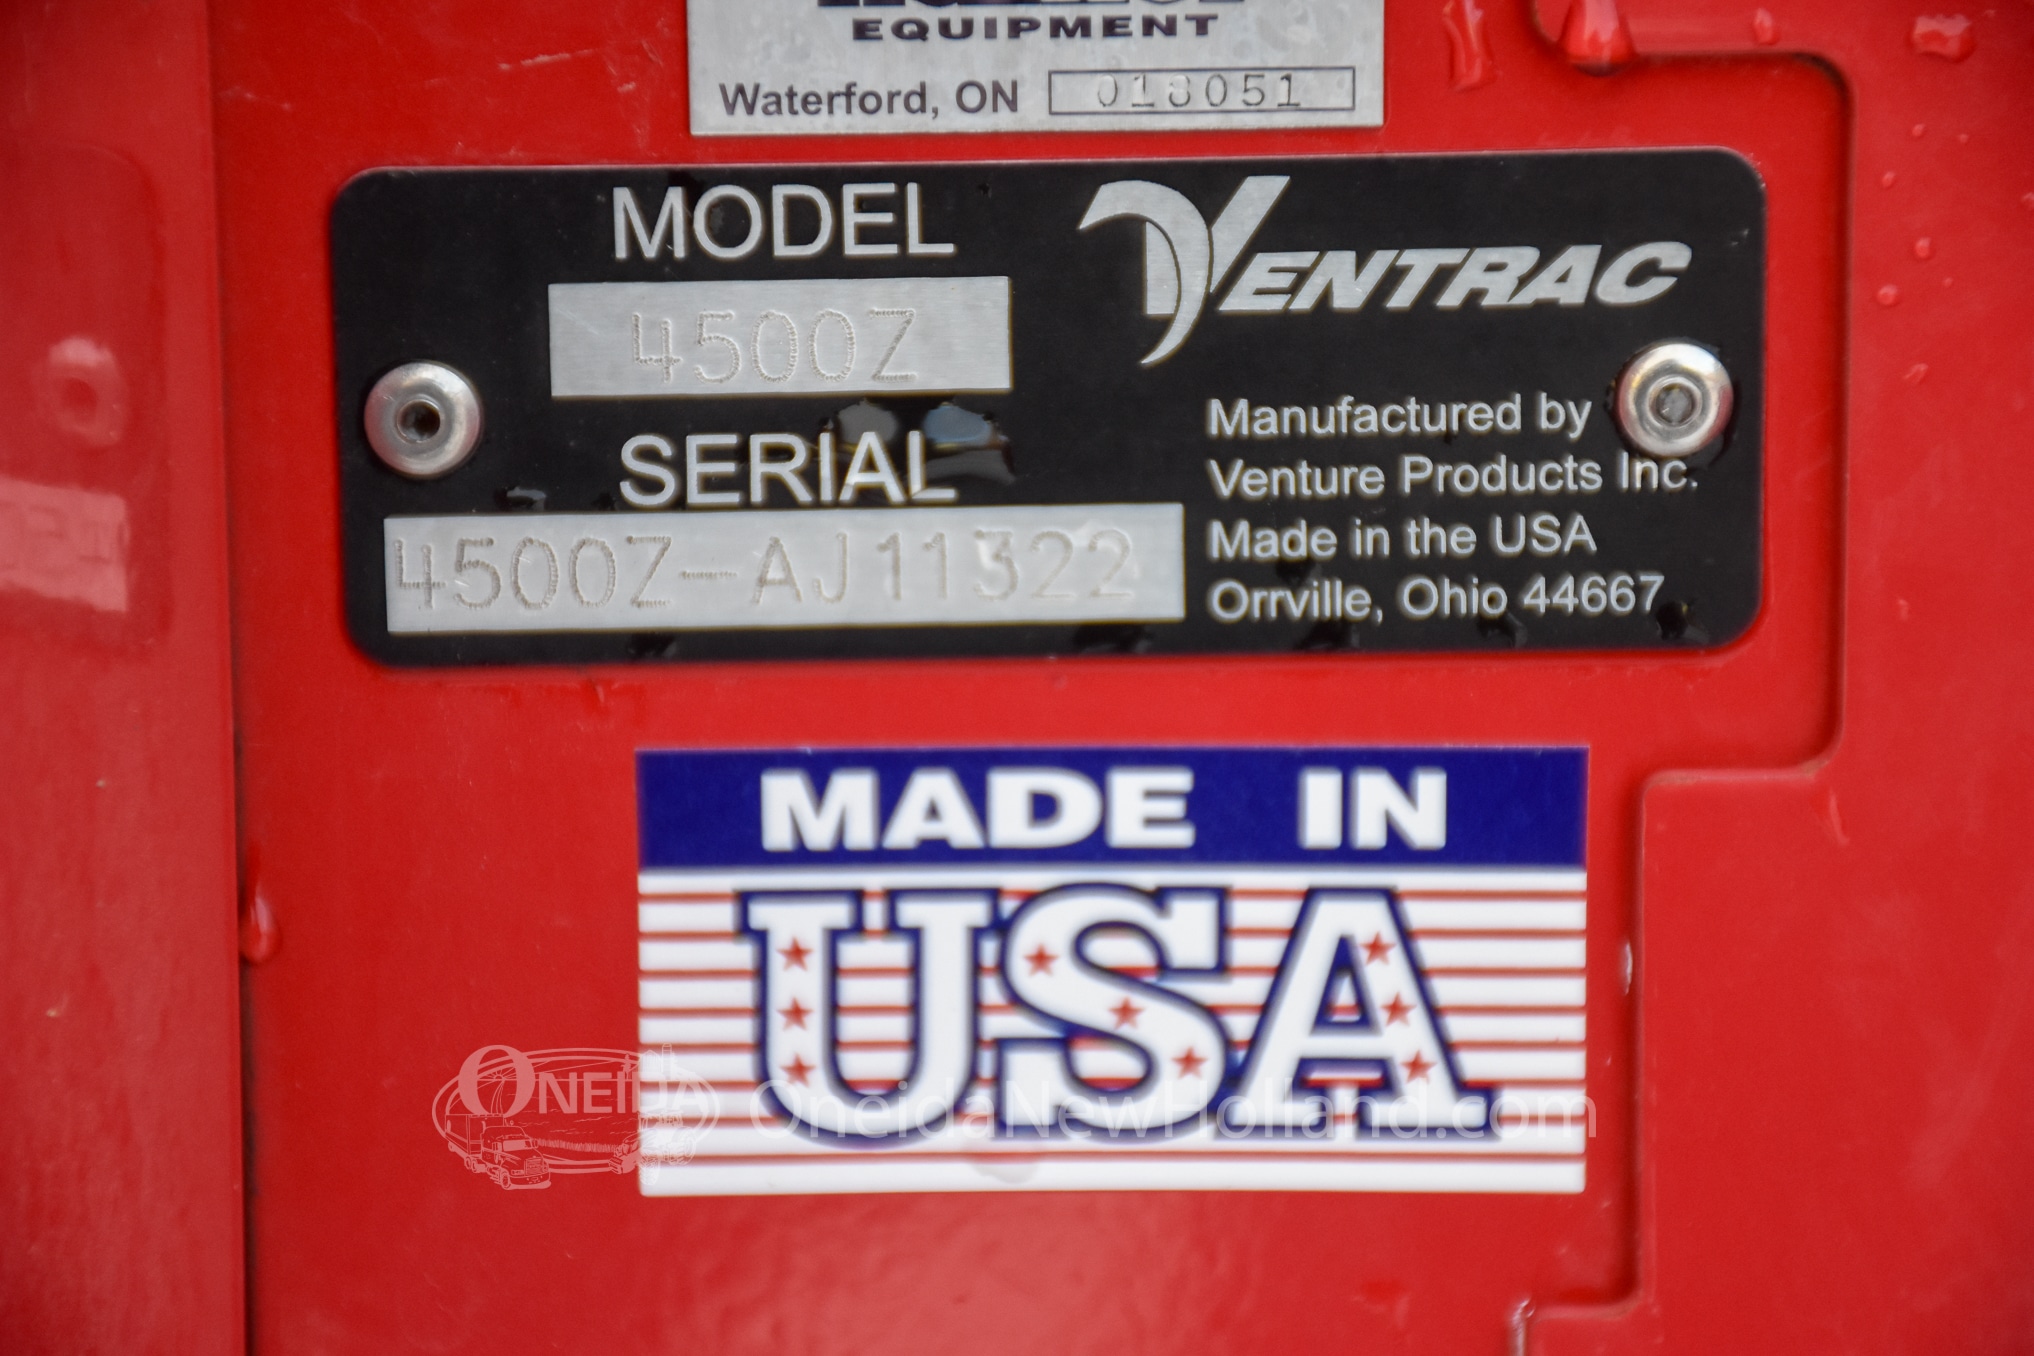 EQUIPMENT
Waterford, ON 018051
MODEL
4500Z
SERIAL
4500Z-AJ11322
VENTRAC
Manufactured by
Venture Products Inc.
Made in the USA
Orrville, Ohio 44667
MADE IN
USA
ONEIDA
OneidaNewHolland.com